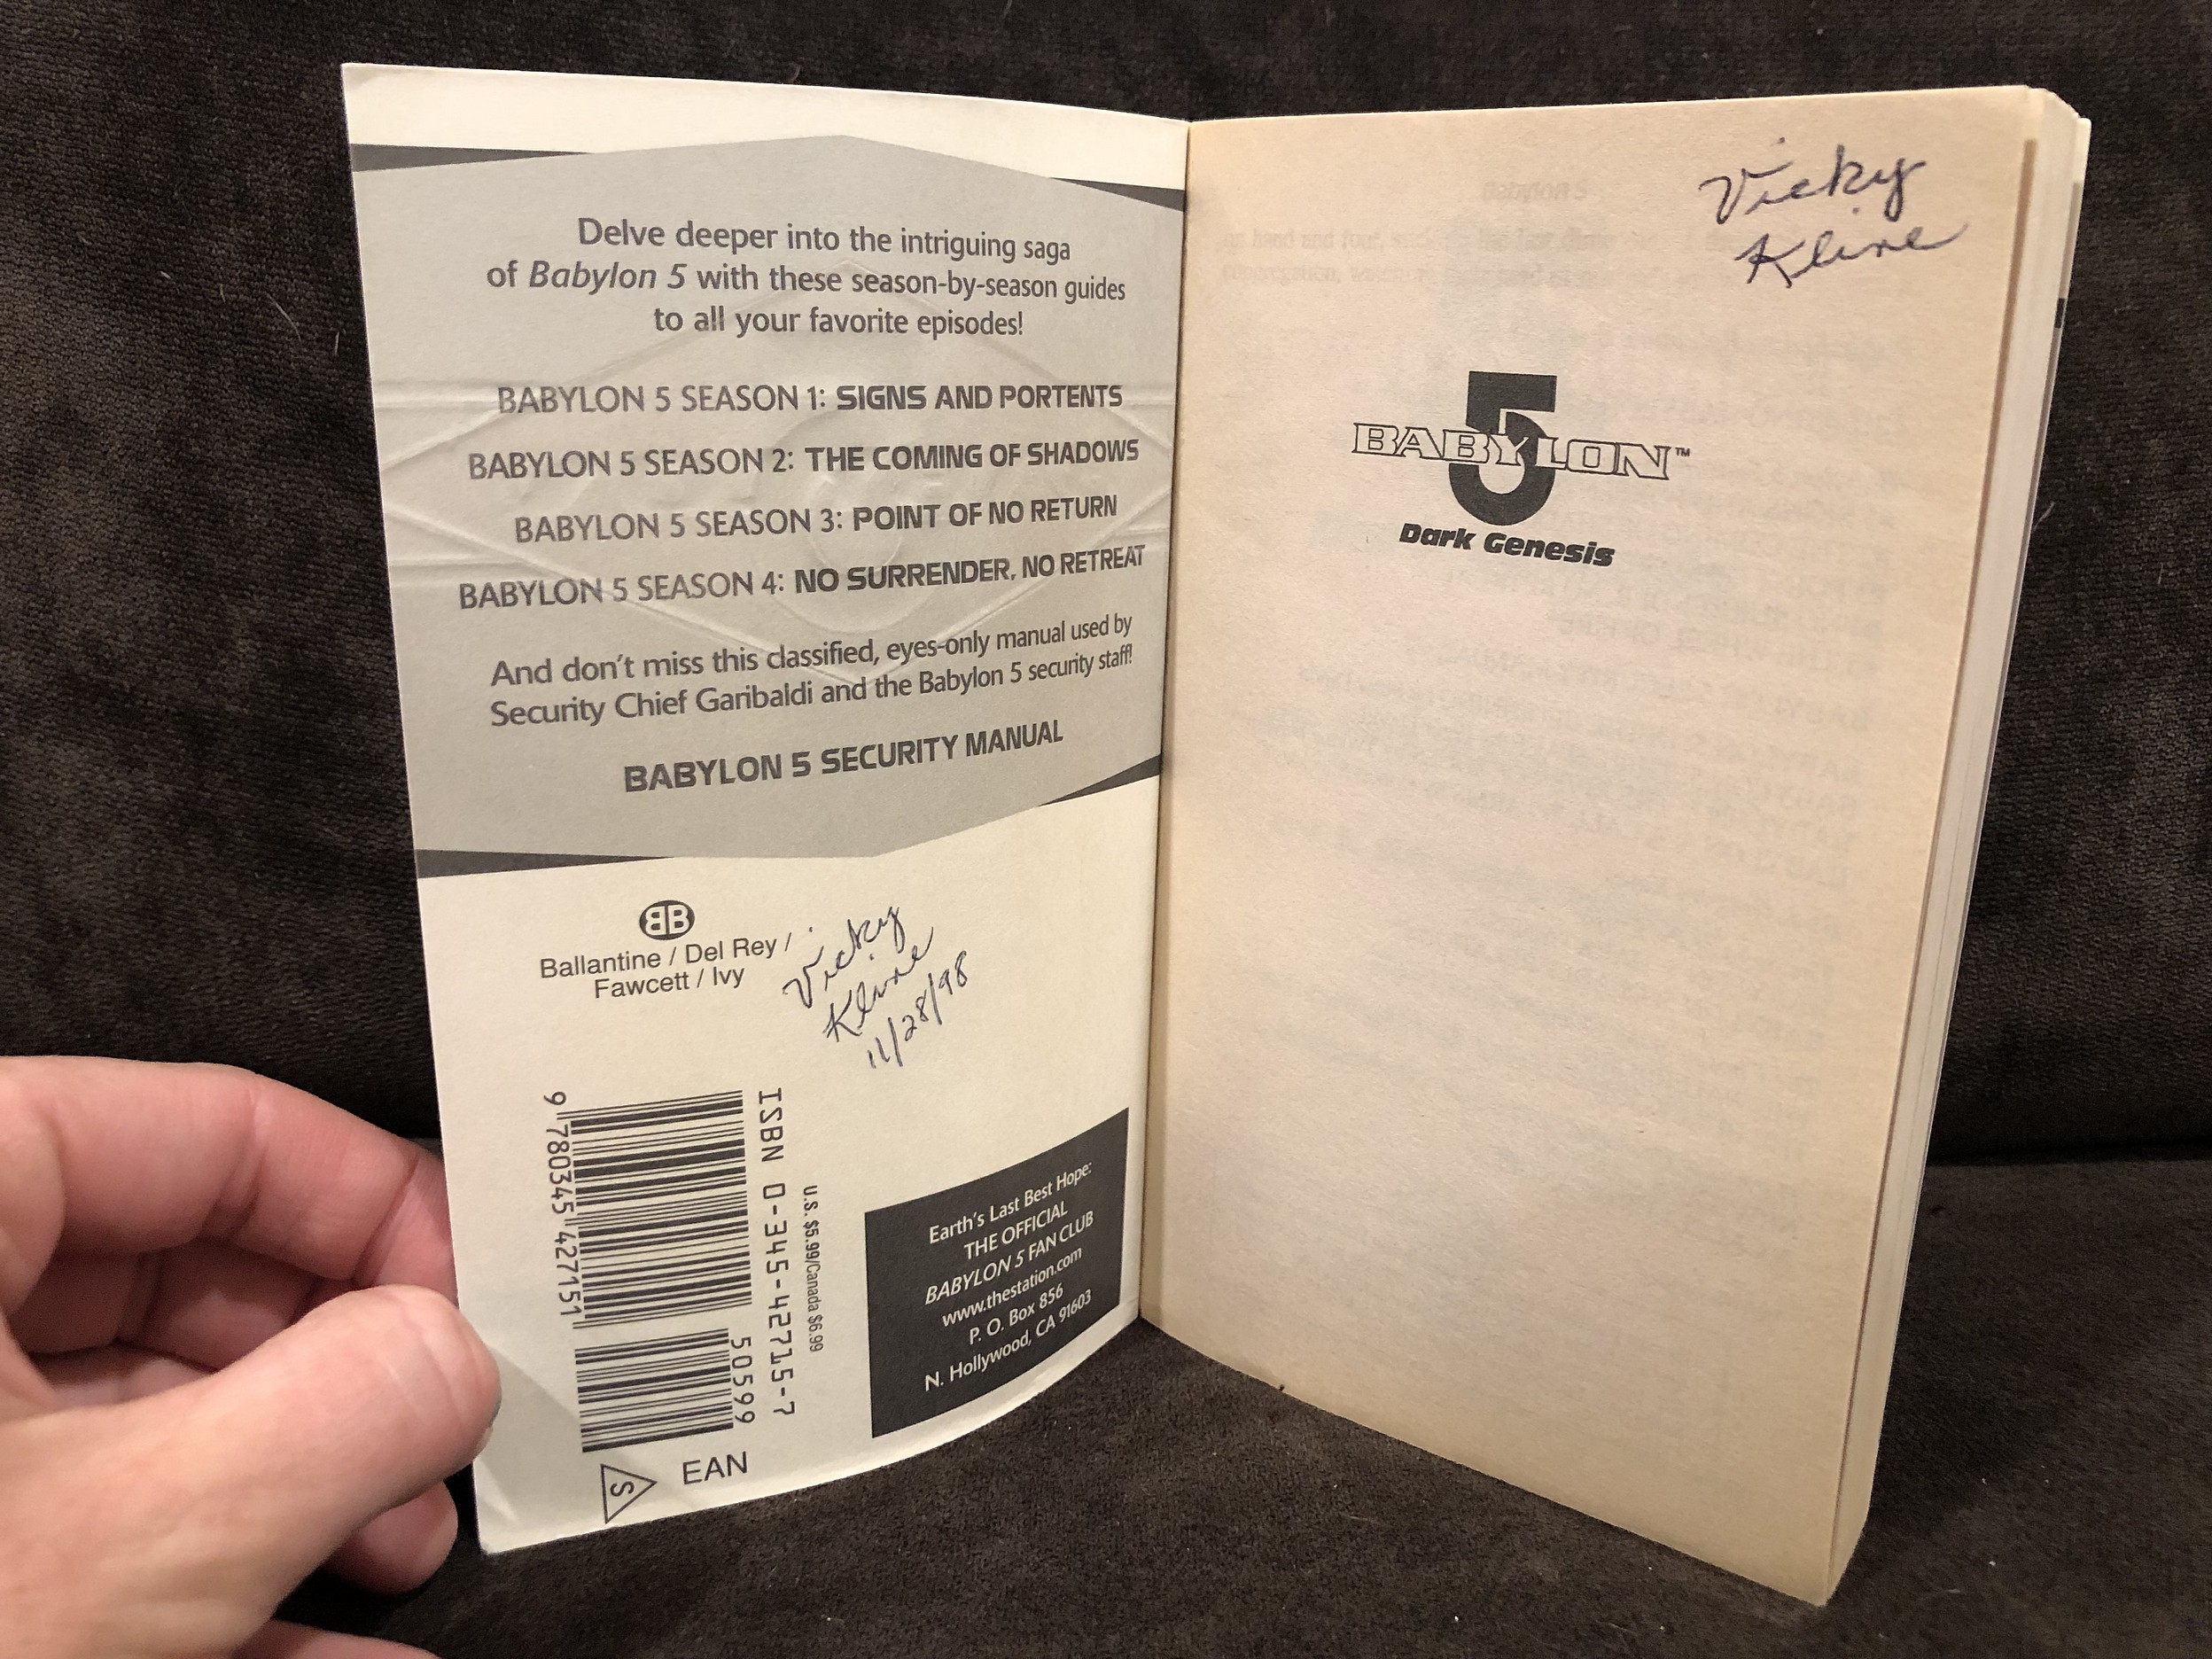 Delve deeper into the intriguing saga
of Babylon 5 with these season-by-season guides
to all your favorite episodes!
BABYLON 5 SEASON 1: SIGNS AND PORTENTS
BABYLON 5 SEASON 2: THE COMING OF SHADOWS
BABYLON 5 SEASON 3: POINT OF NO RETURN
BABYLON 5 SEASON 4: NO SURRENDER, NO RETREAT
And don't miss this classified, eyes-only manual used by
Security Chief Garibaldi and the Babylon 5 security staff!
BABYLON 5 SECURITY MANUAL
BB
Ballantine / Del Rey /
Fawcett / Ivy
Vicky
Kline
11/28/98
9 780345 427151
50599
ISBN 0-345-42715-7
U.S. $5.99/Canada $6.99
S
EAN
Earth's Last Best Hope:
THE OFFICIAL
BABYLON 5 FAN CLUB
www.thestation.com
P. O. Box 856
N. Hollywood, CA 91603
Vicky
Kline
BABYLON 5™
Dark Genesis